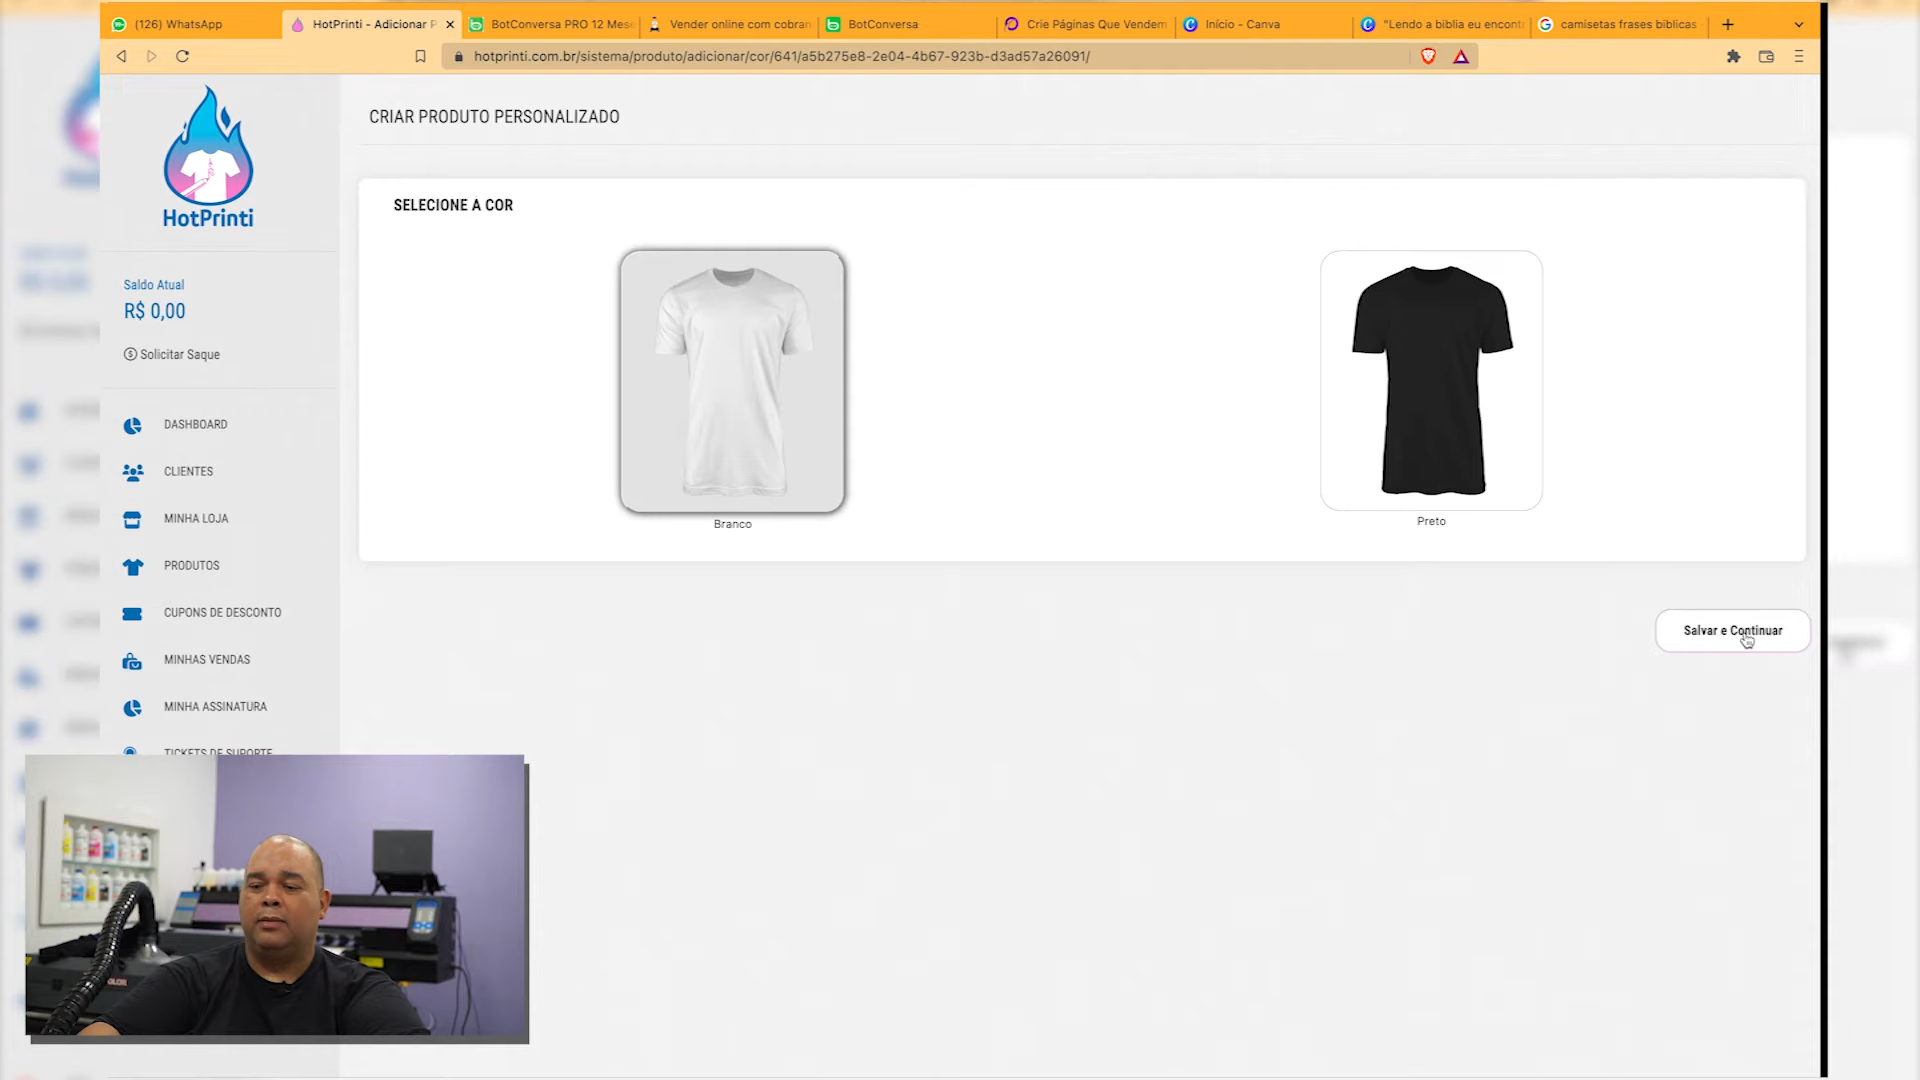 (126) WhatsApp
HotPrinti - Adicionar P
BotConversa PRO 12 Mese
Vender online com cobran
BotConversa
Crie Páginas Que Vendem
Início - Canva
"Lendo a bíblia eu encontr
camisetas frases bíblicas
hotprinti.com.br/sistema/produto/adicionar/cor/641/a5b275e8-2e04-4b67-923b-d3ad57a26091/
HotPrinti
CRIAR PRODUTO PERSONALIZADO
SELECIONE A COR
Branco
Preto
Salvar e Continuar
Saldo Atual
R$ 0,00
Solicitar Saque
DASHBOARD
CLIENTES
MINHA LOJA
PRODUTOS
CUPONS DE DESCONTO
MINHAS VENDAS
MINHA ASSINATURA
TICKETS DE SUPORTE